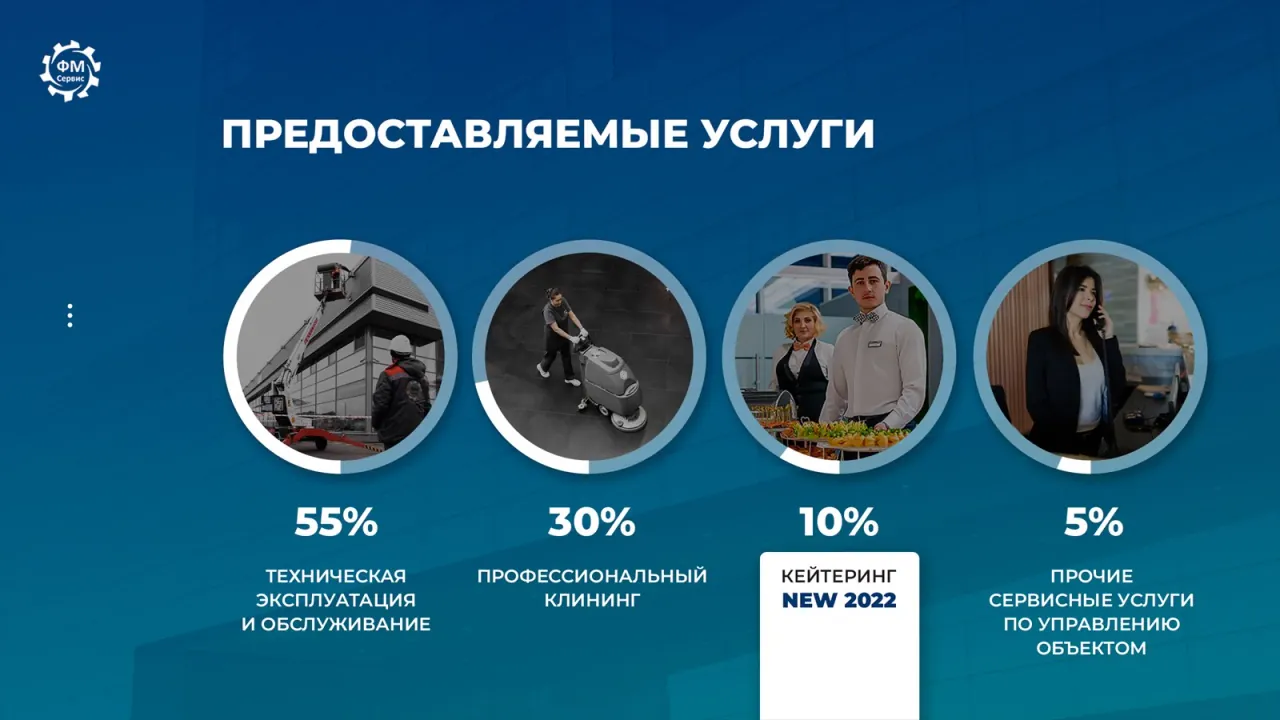 ФМ
Сервис
ПРЕДОСТАВЛЯЕМЫЕ УСЛУГИ
55%
ТЕХНИЧЕСКАЯ
ЭКСПЛУАТАЦИЯ
И ОБСЛУЖИВАНИЕ
30%
ПРОФЕССИОНАЛЬНЫЙ
КЛИНИНГ
10%
КЕЙТЕРИНГ
NEW 2022
5%
ПРОЧИЕ
СЕРВИСНЫЕ УСЛУГИ
ПО УПРАВЛЕНИЮ
ОБЪЕКТОМ